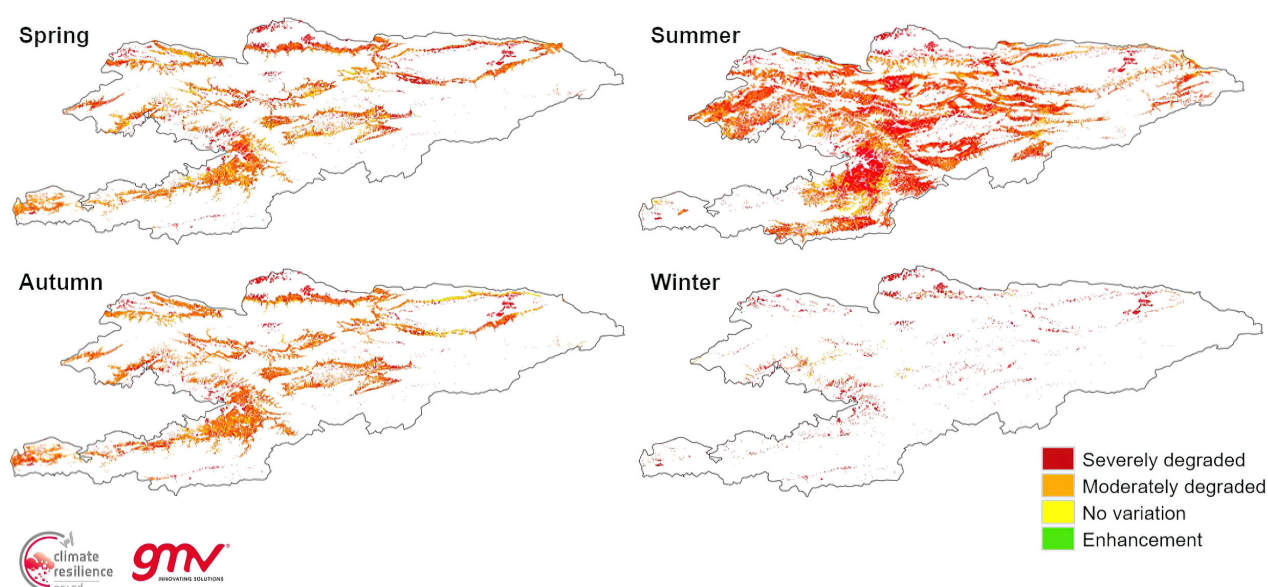 Spring
Summer
Autumn
Winter
Severely degraded
Moderately degraded
No variation
Enhancement
climate
resilience
gmv
INNOVATING SOLUTIONS